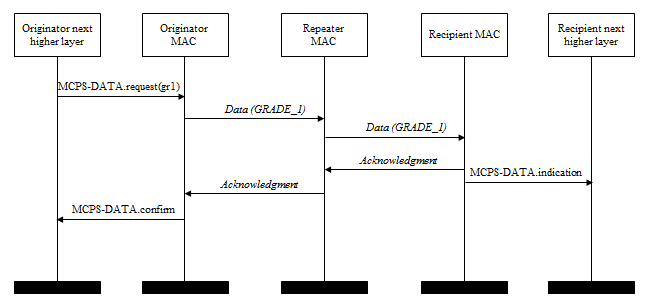 Originator next
higher layer
Originator
MAC
Repeater
MAC
Recipient MAC
Recipient next
higher layer
MCPS-DATA.request(gr1)
Data (GRADE_1)
Data (GRADE_1)
Acknowledgment
MCPS-DATA.indication
Acknowledgment
MCPS-DATA.confirm